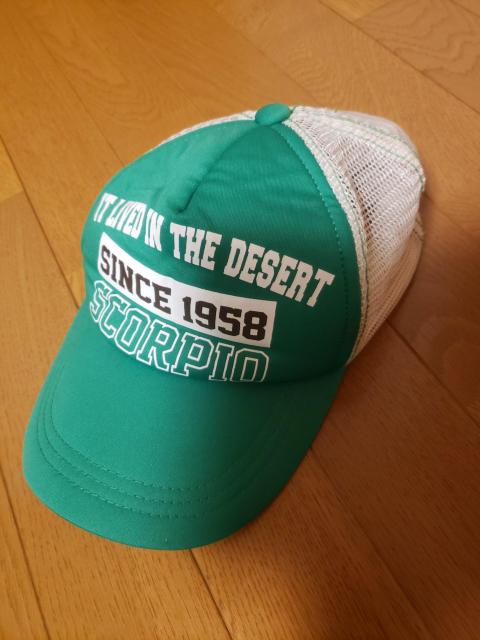 IT LIVED IN THE DESERT
SINCE 1958
SCORPIO